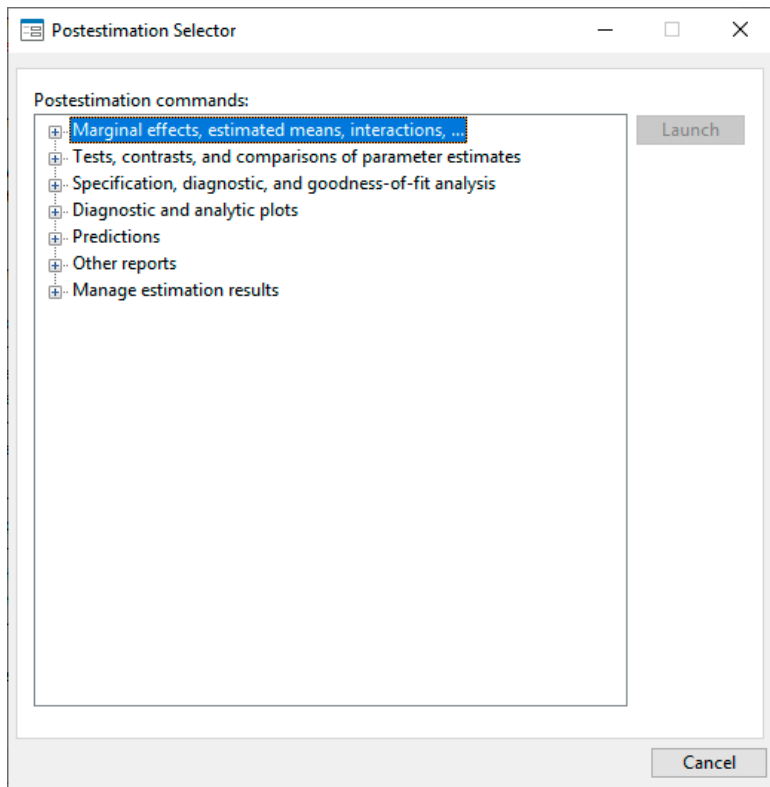 Postestimation Selector
Postestimation commands:
Marginal effects, estimated means, interactions, ...
Launch
Tests, contrasts, and comparisons of parameter estimates
Specification, diagnostic, and goodness-of-fit analysis
Diagnostic and analytic plots
Predictions
Other reports
Manage estimation results
Cancel